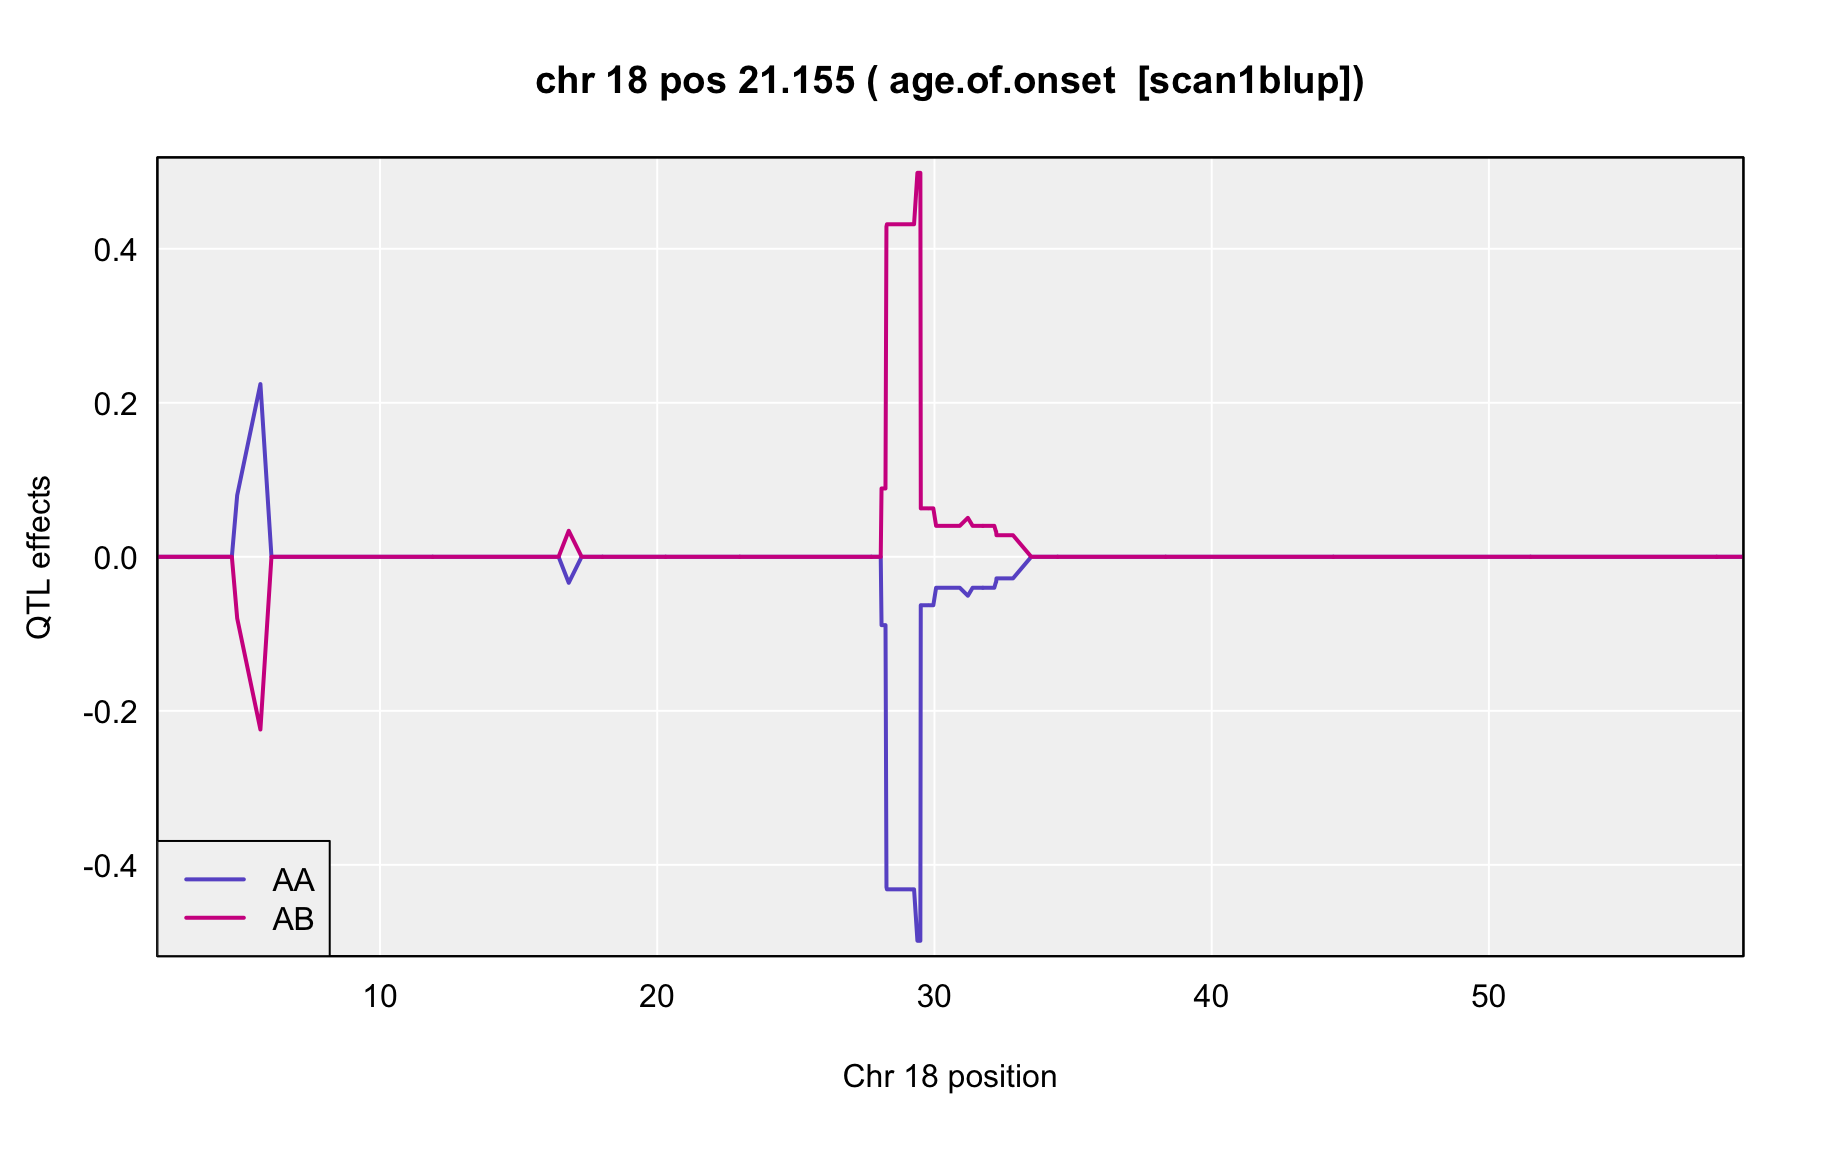 chr 18 pos 21.155 ( age.of.onset  [scan1blup])
QTL effects
0.4
0.2
0.0
-0.2
-0.4
AA
AB
10 20 30 40 50
Chr 18 position